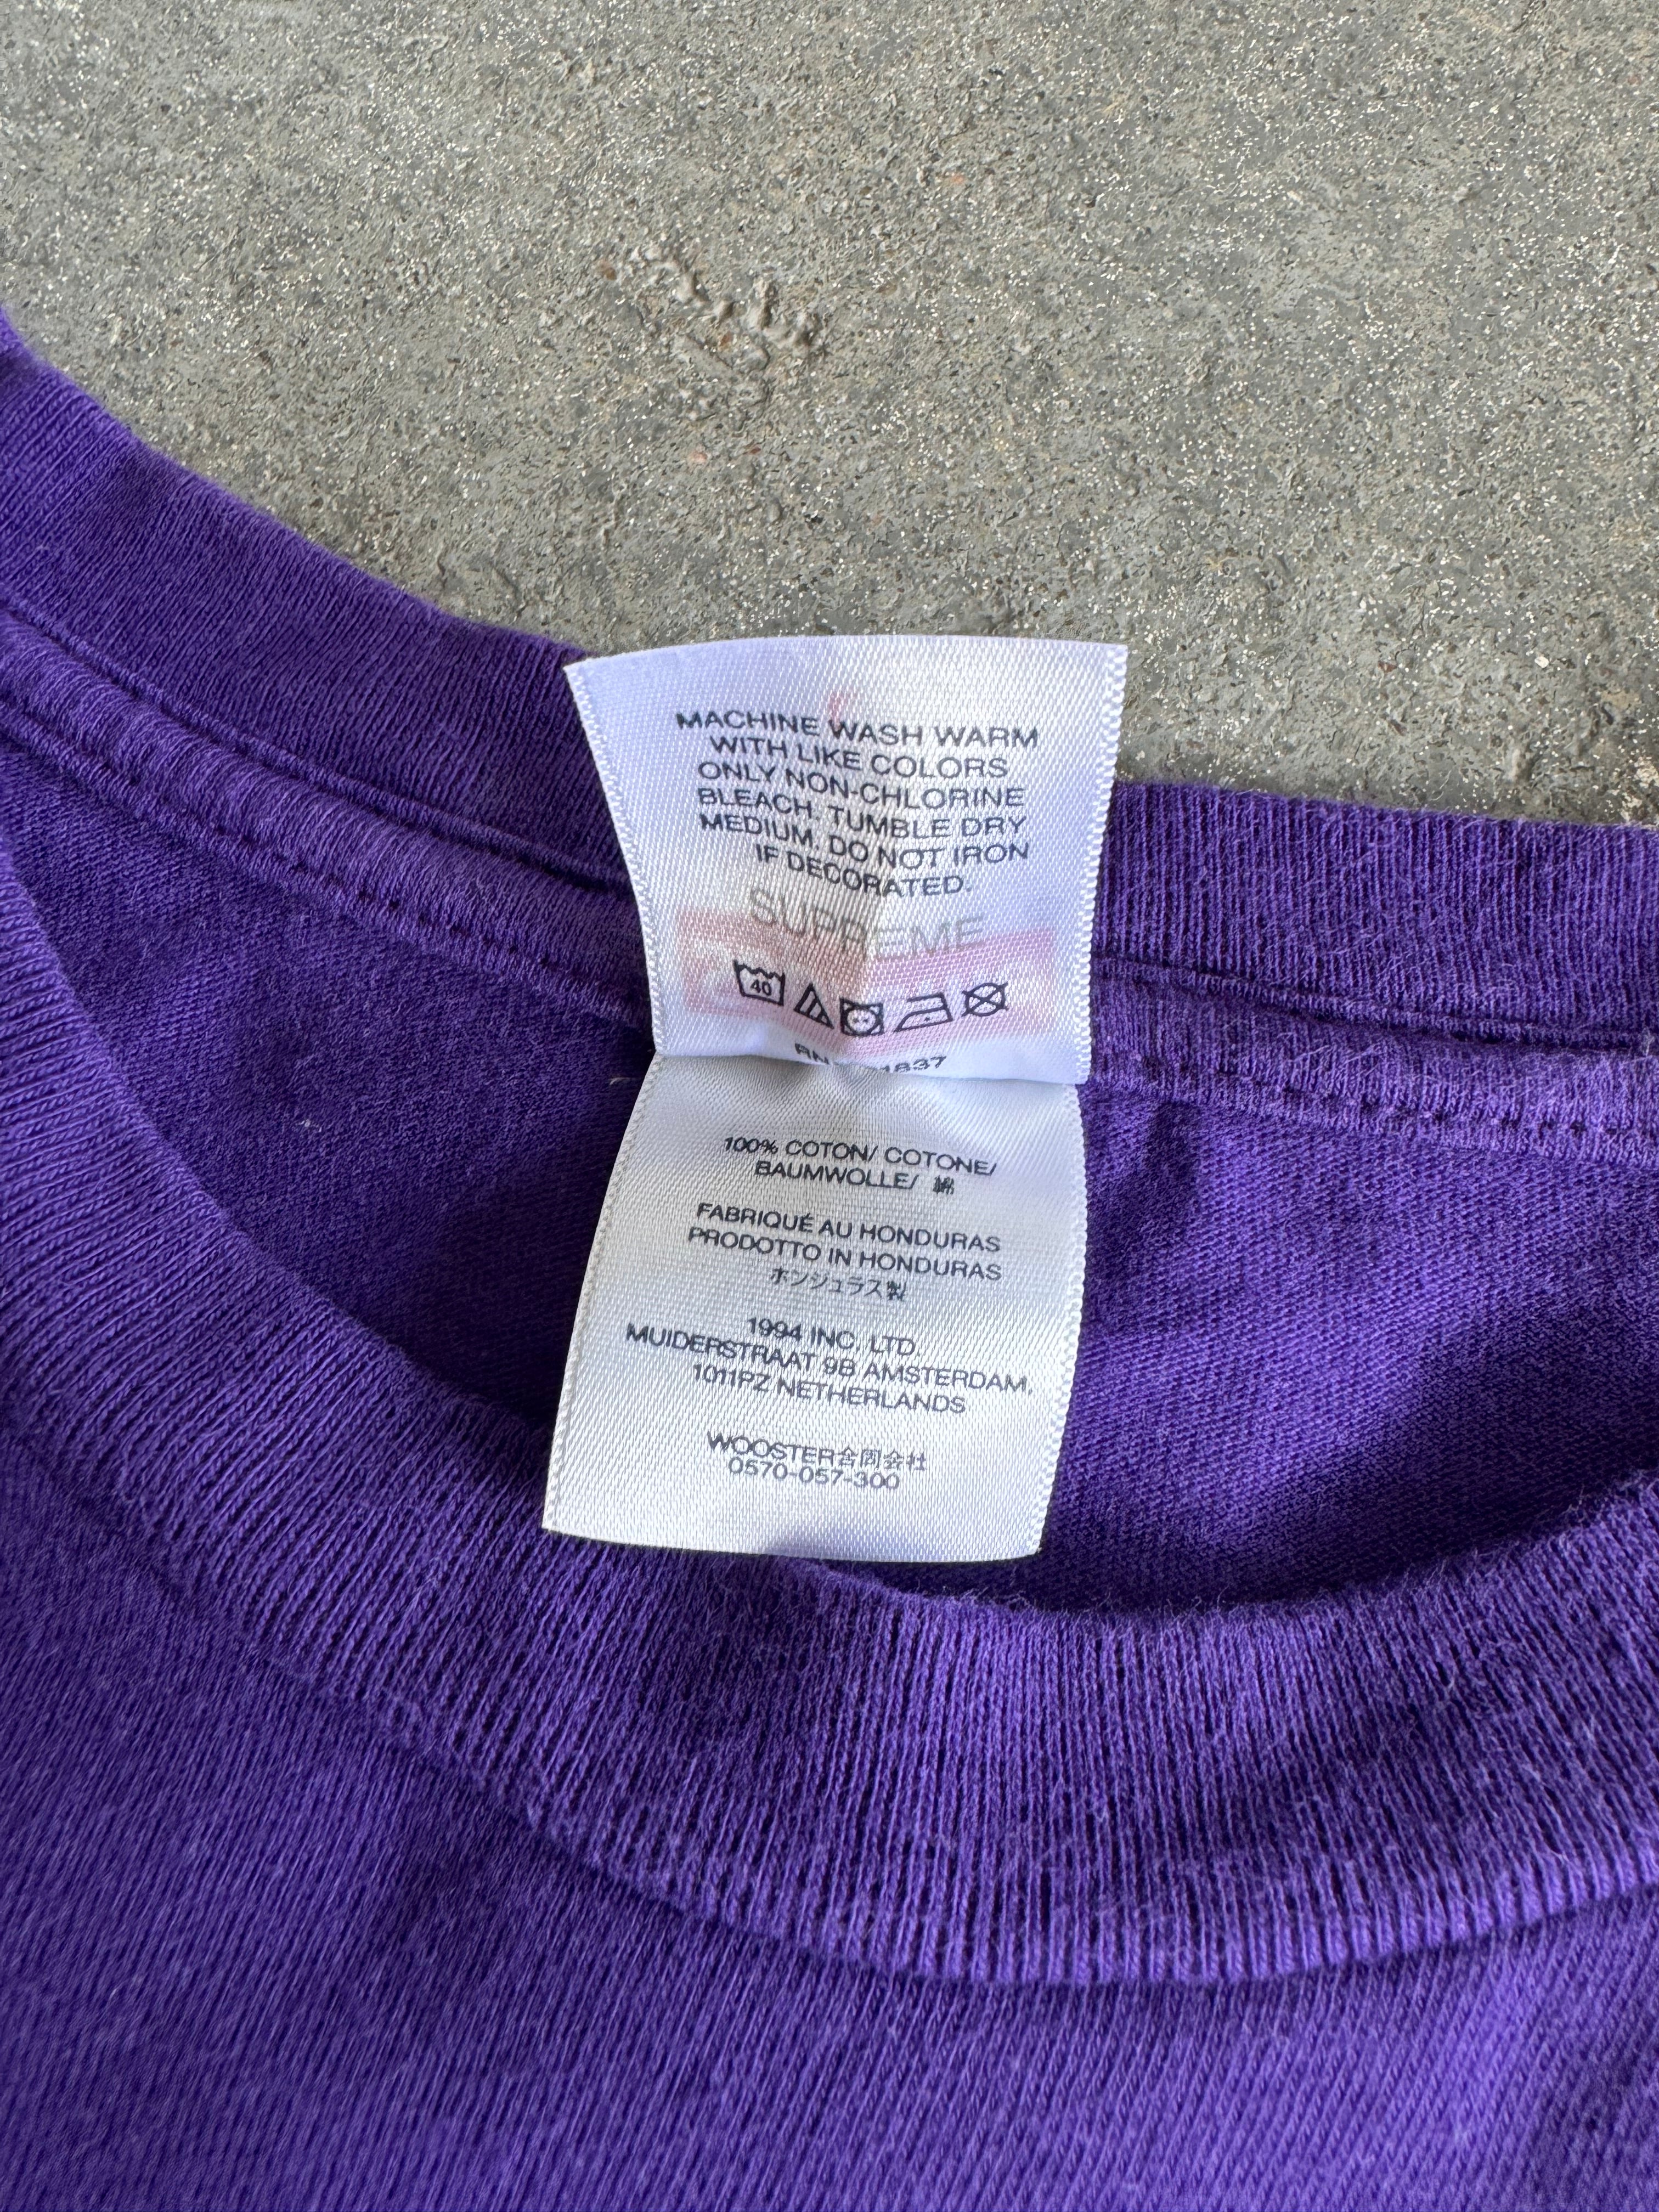 MACHINE WASH WARM
WITH LIKE COLORS
ONLY NON-CHLORINE
BLEACH. TUMBLE DRY
MEDIUM. DO NOT IRON
IF DECORATED.
SUPREME
40
100% COTON/ COTONE/
BAUMWOLLE/ 綿
FABRIQUÉ AU HONDURAS
PRODOTTO IN HONDURAS
ホンジュラス製
1994 INC, LTD
MUIDERSTRAAT 9B AMSTERDAM,
1011PZ NETHERLANDS
WOOSTER合同会社
0570-057-300